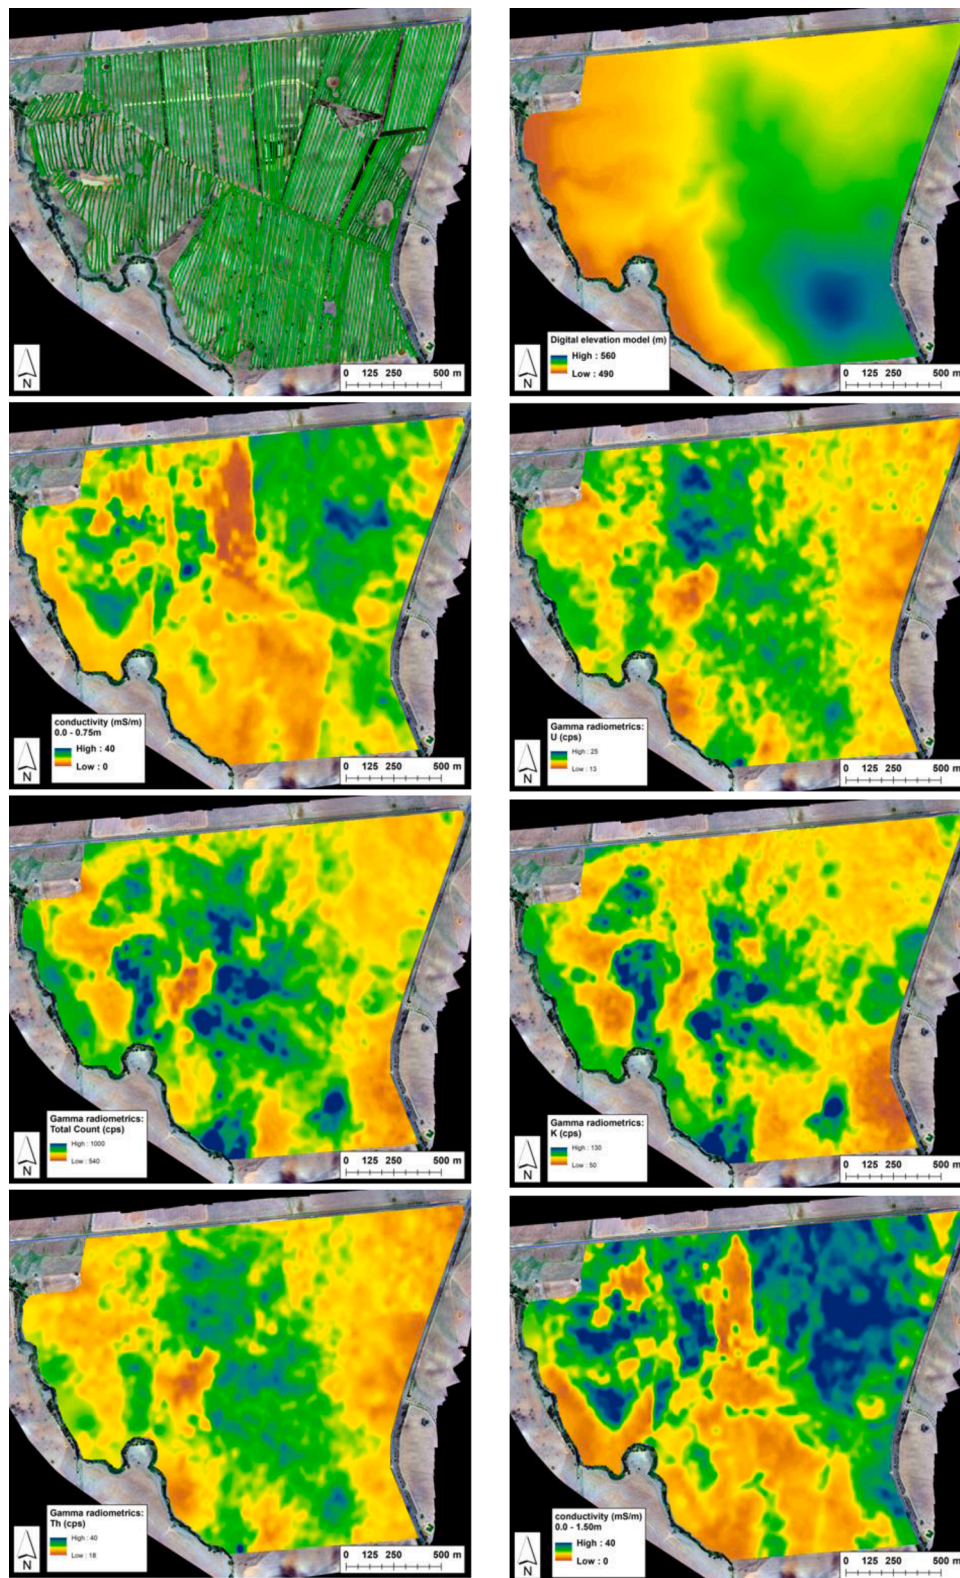 N
0 125 250 500 m
Digital elevation model (m)
High : 560
Low : 490
N
0 125 250 500 m
conductivity (mS/m)
0.0 - 0.75m
High : 40
Low : 0
N
0 125 250 500 m
Gamma radiometrics:
U (cps)
High : 25
Low : 13
N
0 125 250 500 m
Gamma radiometrics:
Total Count (cps)
High : 1000
Low : 540
N
0 125 250 500 m
Gamma radiometrics:
K (cps)
High : 130
Low : 50
N
0 125 250 500 m
Gamma radiometrics:
Th (cps)
High : 40
Low : 18
N
0 125 250 500 m
conductivity (mS/m)
0.0 - 1.50m
High : 40
Low : 0
N
0 125 250 500 m